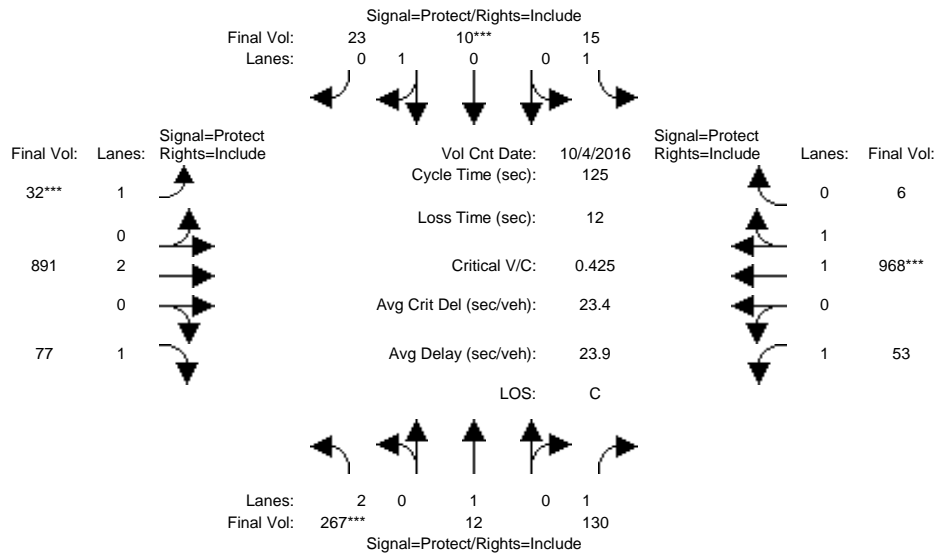 Signal=Protect/Rights=Include
Final Vol: 23 10*** 15
Lanes: 0 1 0 0 1
Signal=Protect Signal=Protect
Final Vol: Lanes: Rights=Include Vol Cnt Date: 10/4/2016 Rights=Include Lanes: Final Vol:
Cycle Time (sec): 125
32*** 1 0 6
Loss Time (sec): 12
0 1
891 2 Critical V/C: 0.425 1 968***
0 Avg Crit Del (sec/veh): 23.4 0
77 1 Avg Delay (sec/veh): 23.9 1 53
LOS: C
Lanes: 2 0 1 0 1
Final Vol: 267*** 12 130
Signal=Protect/Rights=Include